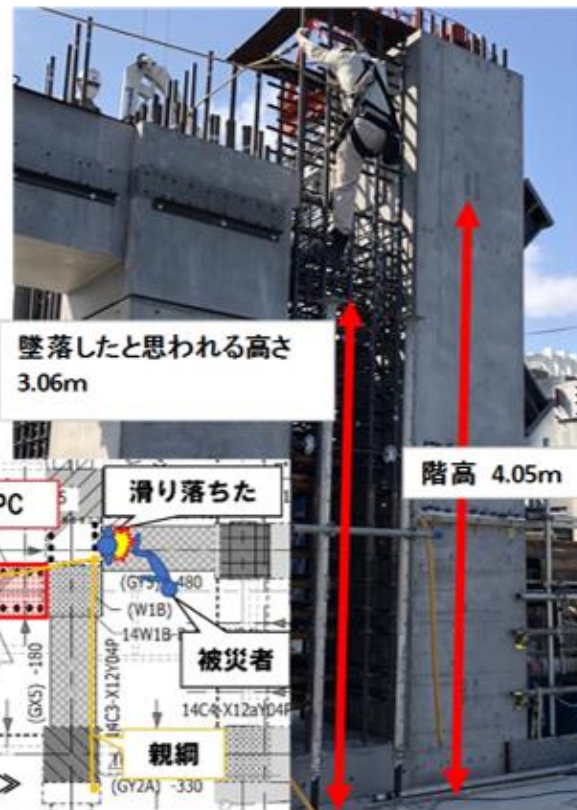 墜落したと思われる高さ
3.06m
階高 4.05m
PC
滑り落ちた
(GY5) -480
(W1B)
14W1B-
被災者
(GX5) -180
14C3-X12Y04P
14C4-X12aY04P
親綱
(GY2A) -330